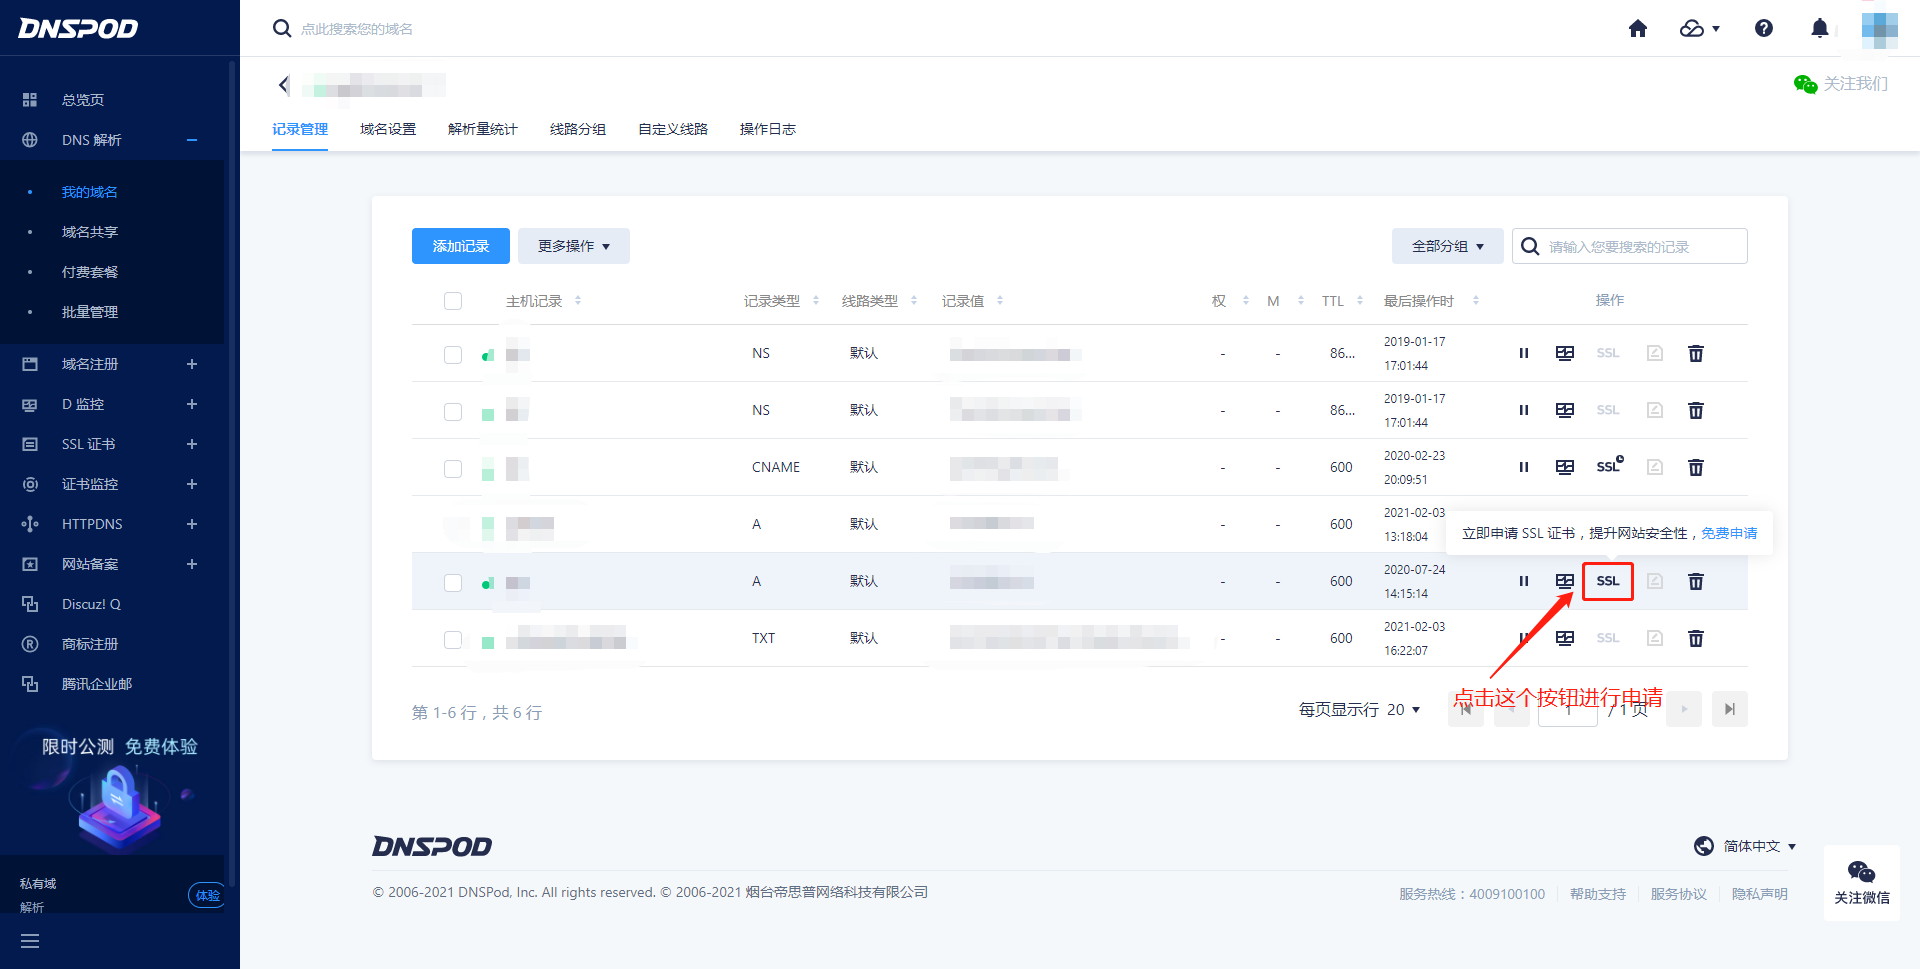 DNSPOD
点此搜索您的域名
关注我们
总览页
DNS 解析
我的域名
域名共享
付费套餐
批量管理
域名注册
D 监控
SSL 证书
证书监控
HTTPDNS
网站备案
Discuz! Q
商标注册
腾讯企业邮
限时公测 免费体验
私有域
解析
体验
记录管理 域名设置 解析量统计 线路分组 自定义线路 操作日志
添加记录 更多操作 全部分组 请输入您要搜索的记录
主机记录 记录类型 线路类型 记录值 权 M TTL 最后操作时 操作
NS 默认 - - 86... 2019-01-17 17:01:44 SSL
NS 默认 - - 86... 2019-01-17 17:01:44 SSL
CNAME 默认 - - 600 2020-02-23 20:09:51 SSL
A 默认 - - 600 2021-02-03 13:18:04
立即申请 SSL 证书，提升网站安全性，免费申请
A 默认 - - 600 2020-07-24 14:15:14 SSL
TXT 默认 - - 600 2021-02-03 16:22:07 SSL
点击这个按钮进行申请
第 1-6 行，共 6 行 每页显示行 20 1 / 1 页
DNSPOD
简体中文
© 2006-2021 DNSPod, Inc. All rights reserved. © 2006-2021 烟台帝思普网络科技有限公司
服务热线：4009100100 帮助支持 服务协议 隐私声明
关注微信